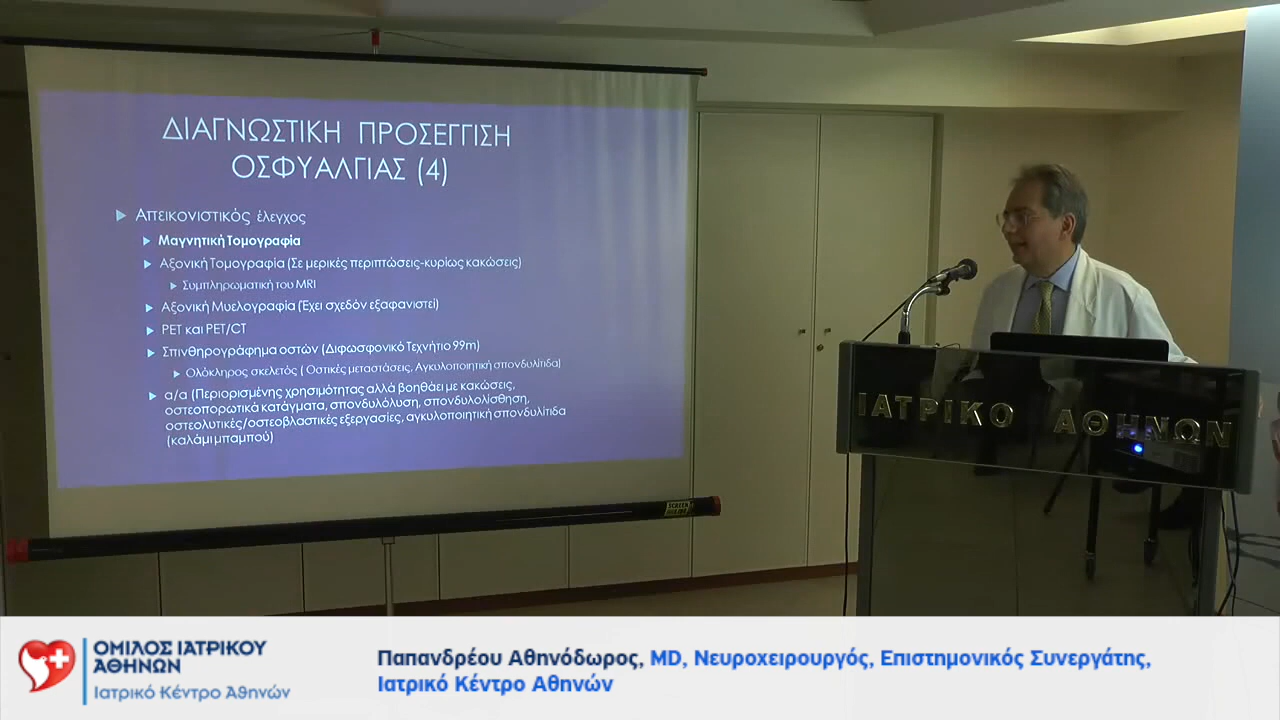 ΔΙΑΓΝΩΣΤΙΚΗ ΠΡΟΣΕΓΓΙΣΗ
ΟΣΦΥΑΛΓΙΑΣ (4)
Απεικονιστικός έλεγχος
Μαγνητική Τομογραφία
Αξονική Τομογραφία (Σε μερικές περιπτώσεις-κυρίως κακώσεις)
Συμπληρωματική του MRI
Αξονική Μυελογραφία (Έχει σχεδόν εξαφανιστεί)
PET και PET/CT
Σπινθηρογράφημα οστών (Διφωσφονικό Τεχνήτιο 99m)
Ολόκληρος σκελετός ( Οστικές μεταστάσεις, Αγκυλοποιητική σπονδυλίτιδα)
α/α (Περιορισμένης χρησιμότητας αλλά βοηθάει με κακώσεις,
οστεοπορωτικά κατάγματα, σπονδυλόλυση, σπονδυλολίσθηση,
οστεολυτικές/οστεοβλαστικές εξεργασίες, αγκυλοποιητική σπονδυλίτιδα
(καλάμι μπαμπού)
ΙΑΤΡΙΚΟ ΑΘΗΝΩΝ
ΟΜΙΛΟΣ ΙΑΤΡΙΚΟΥ
ΑΘΗΝΩΝ
Ιατρικό Κέντρο Αθηνών
Παπανδρέου Αθηνόδωρος, MD, Νευροχειρουργός, Επιστημονικός Συνεργάτης,
Ιατρικό Κέντρο Αθηνών